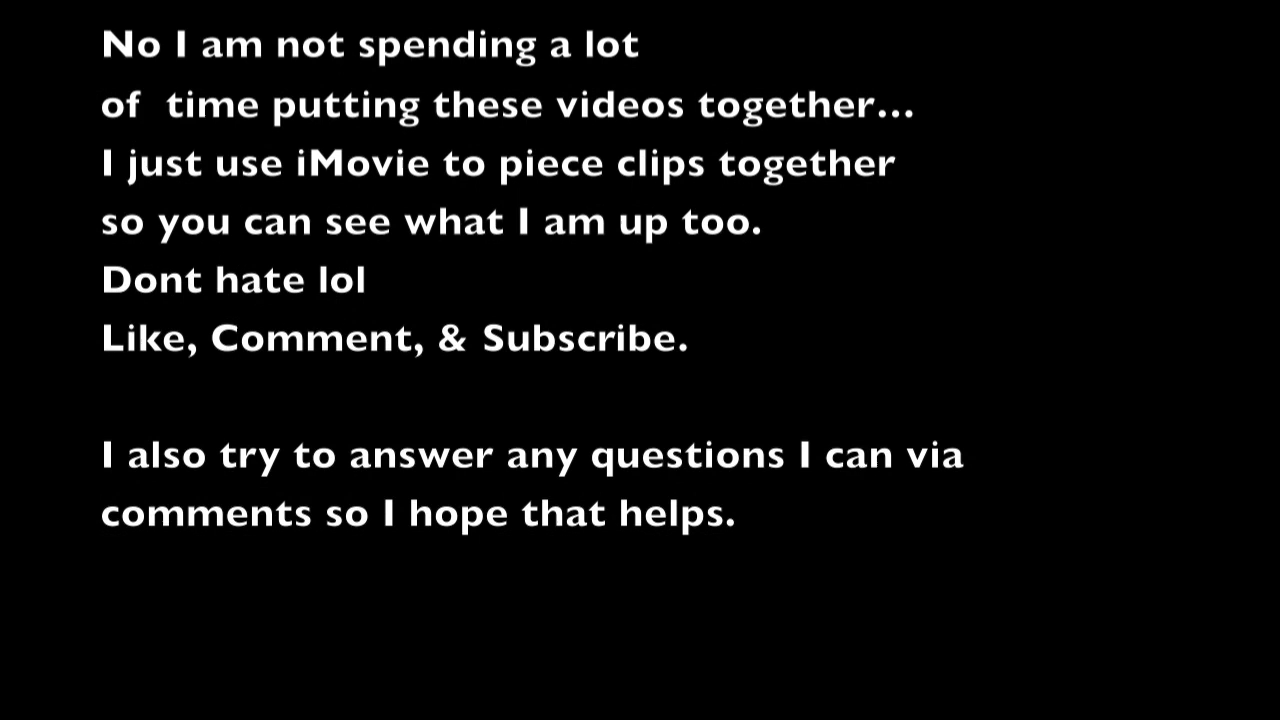 No I am not spending a lot
of  time putting these videos together...
I just use iMovie to piece clips together
so you can see what I am up too.
Dont hate lol
Like, Comment, & Subscribe.
I also try to answer any questions I can via
comments so I hope that helps.